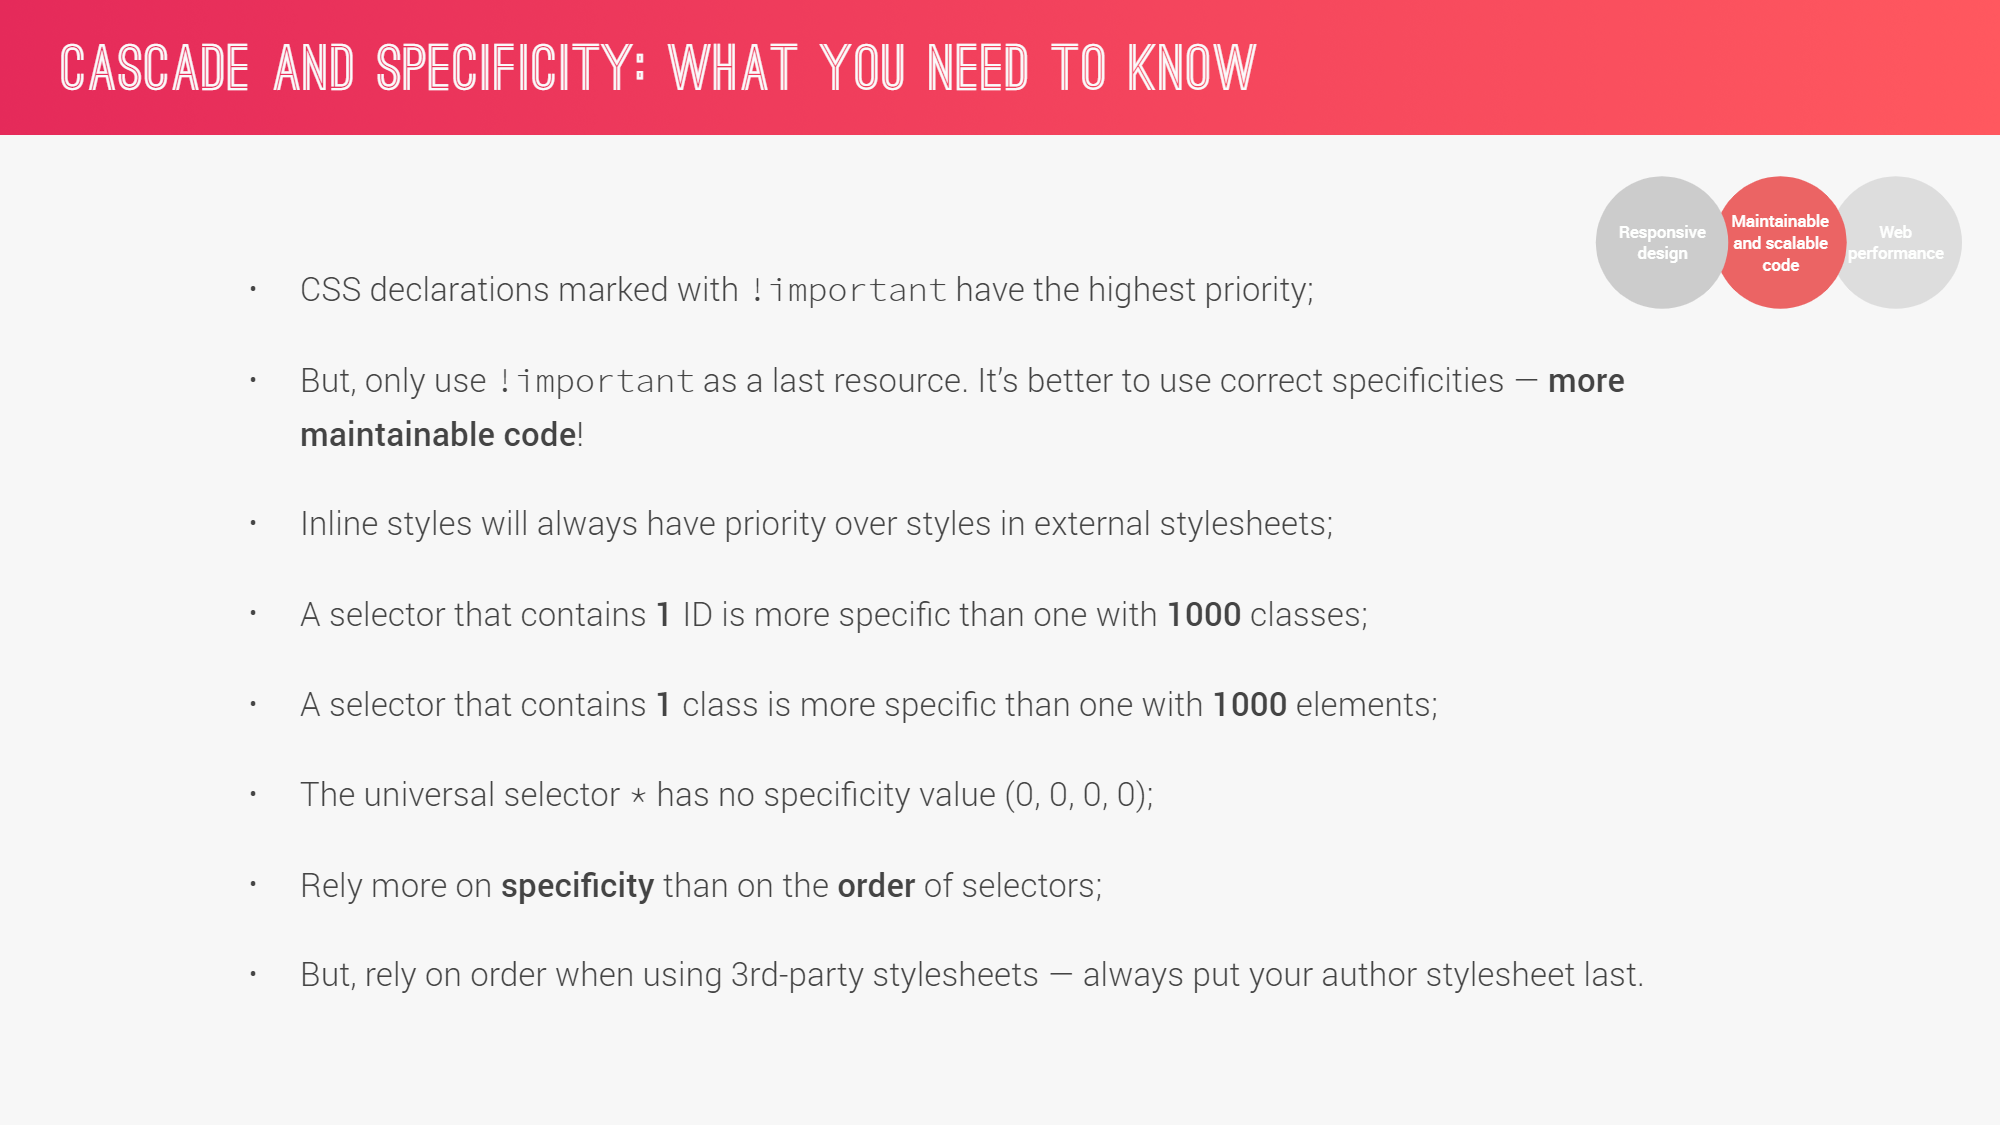 CASCADE AND SPECIFICITY: WHAT YOU NEED TO KNOW
Responsive
design
Maintainable
and scalable
code
Web
performance
• CSS declarations marked with !important have the highest priority;
• But, only use !important as a last resource. It’s better to use correct specificities — more
maintainable code!
• Inline styles will always have priority over styles in external stylesheets;
• A selector that contains 1 ID is more specific than one with 1000 classes;
• A selector that contains 1 class is more specific than one with 1000 elements;
• The universal selector * has no specificity value (0, 0, 0, 0);
• Rely more on specificity than on the order of selectors;
• But, rely on order when using 3rd-party stylesheets — always put your author stylesheet last.